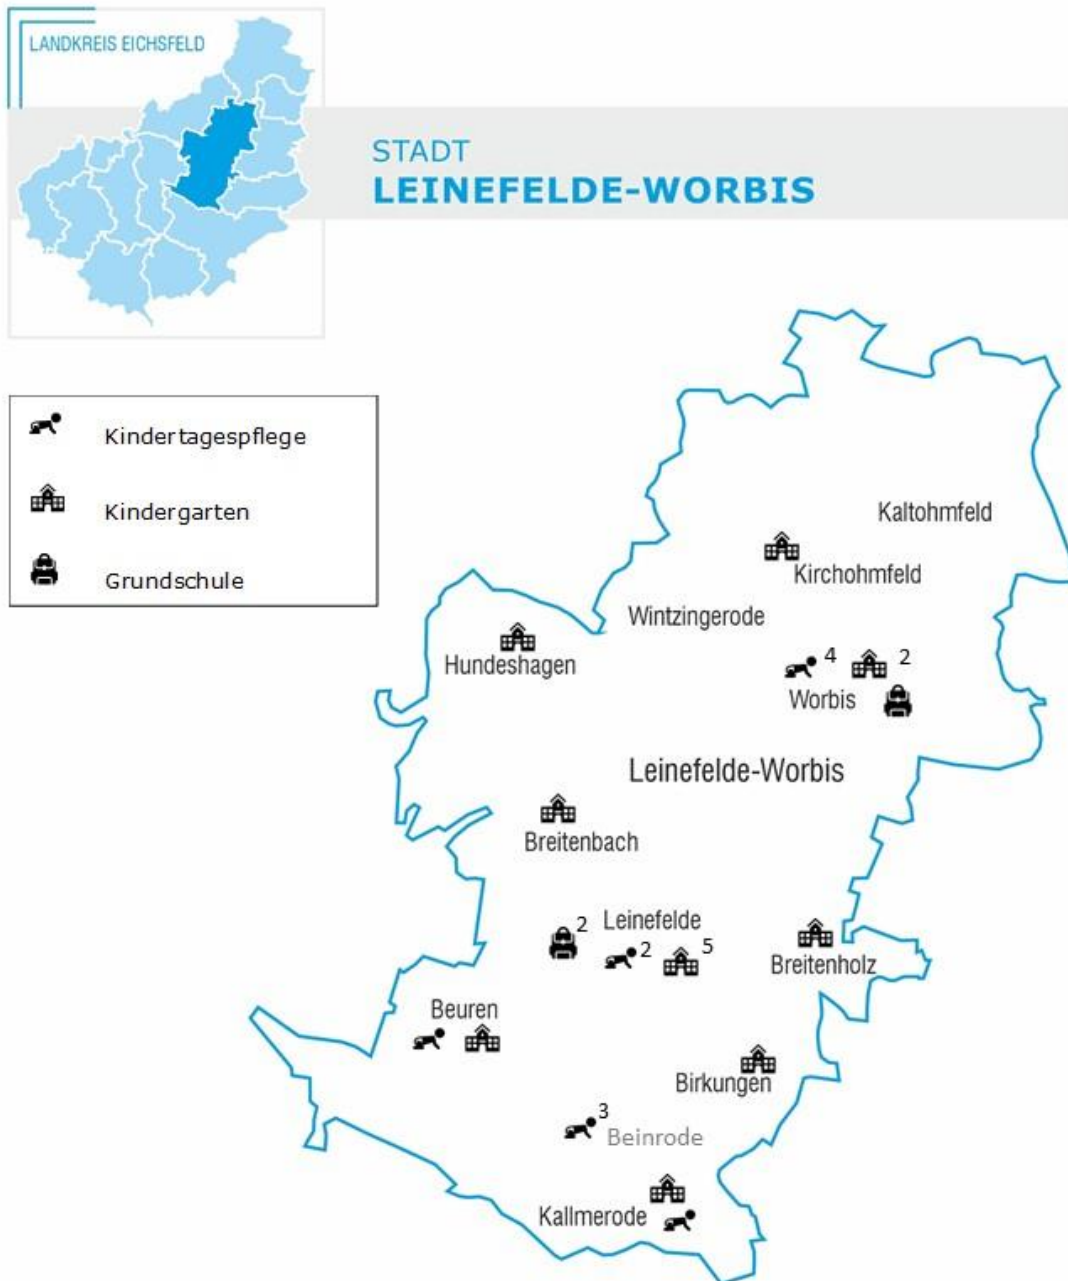 LANDKREIS EICHSFELD
STADT
LEINEFELDE-WORBIS
Kindertagespflege
Kindergarten
Grundschule
Kaltohmfeld
Kirchohmfeld
Wintzingerode
Hundeshagen
4 2
Worbis
Leinefelde-Worbis
Breitenbach
Leinefelde
2 2 5
Breitenholz
Beuren
Birkungen
3
Beinrode
Kallmerode